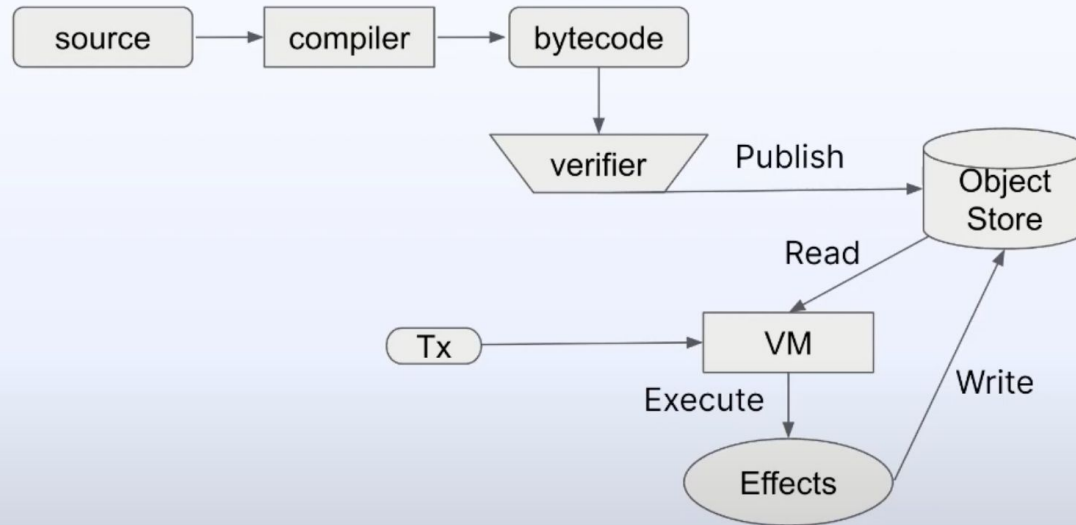 source
compiler
bytecode
verifier
Publish
Object
Store
Read
Tx
VM
Write
Execute
Effects